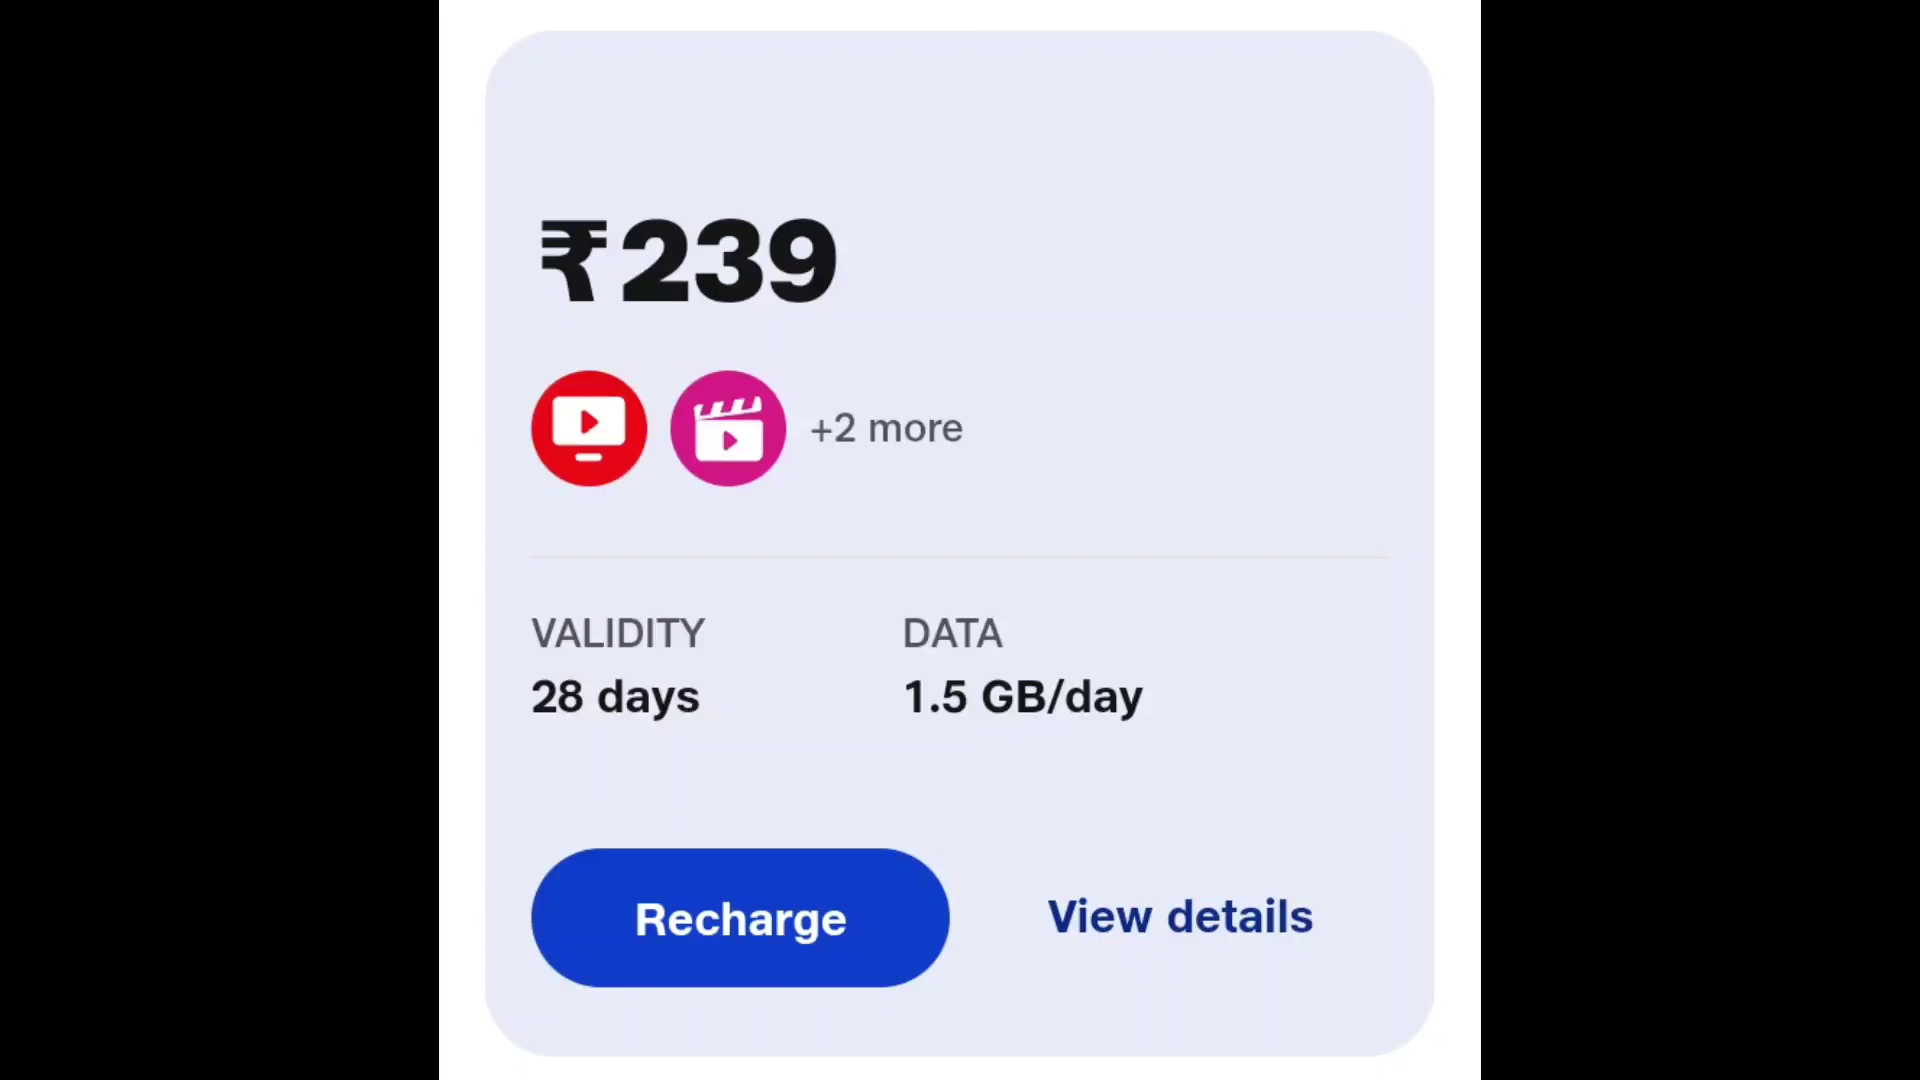 ₹239
+2 more
VALIDITY
DATA
28 days
1.5 GB/day
Recharge
View details